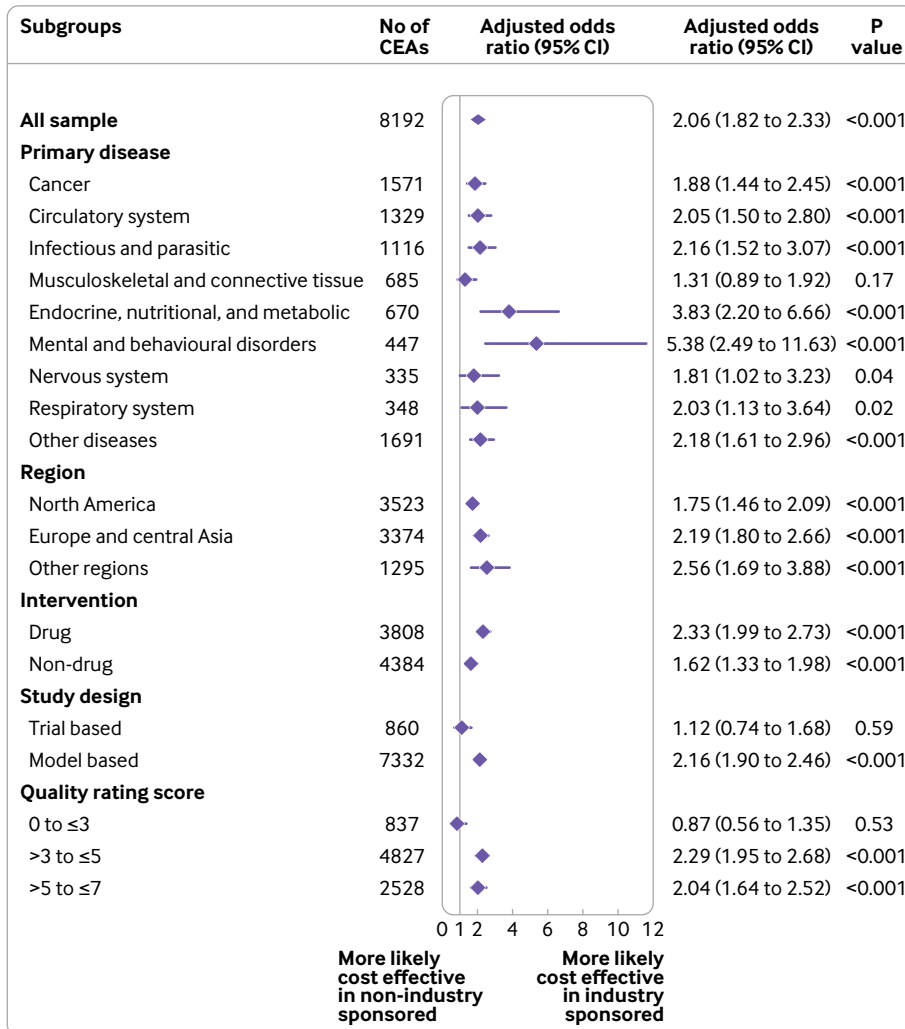 Subgroups No of CEAs Adjusted odds ratio (95% CI) Adjusted odds ratio (95% CI) P value
All sample 8192 2.06 (1.82 to 2.33) <0.001
Primary disease
Cancer 1571 1.88 (1.44 to 2.45) <0.001
Circulatory system 1329 2.05 (1.50 to 2.80) <0.001
Infectious and parasitic 1116 2.16 (1.52 to 3.07) <0.001
Musculoskeletal and connective tissue 685 1.31 (0.89 to 1.92) 0.17
Endocrine, nutritional, and metabolic 670 3.83 (2.20 to 6.66) <0.001
Mental and behavioural disorders 447 5.38 (2.49 to 11.63) <0.001
Nervous system 335 1.81 (1.02 to 3.23) 0.04
Respiratory system 348 2.03 (1.13 to 3.64) 0.02
Other diseases 1691 2.18 (1.61 to 2.96) <0.001
Region
North America 3523 1.75 (1.46 to 2.09) <0.001
Europe and central Asia 3374 2.19 (1.80 to 2.66) <0.001
Other regions 1295 2.56 (1.69 to 3.88) <0.001
Intervention
Drug 3808 2.33 (1.99 to 2.73) <0.001
Non-drug 4384 1.62 (1.33 to 1.98) <0.001
Study design
Trial based 860 1.12 (0.74 to 1.68) 0.59
Model based 7332 2.16 (1.90 to 2.46) <0.001
Quality rating score
0 to ≤3 837 0.87 (0.56 to 1.35) 0.53
>3 to ≤5 4827 2.29 (1.95 to 2.68) <0.001
>5 to ≤7 2528 2.04 (1.64 to 2.52) <0.001
0 1 2 4 6 8 10 12
More likely cost effective in non-industry sponsored
More likely cost effective in industry sponsored